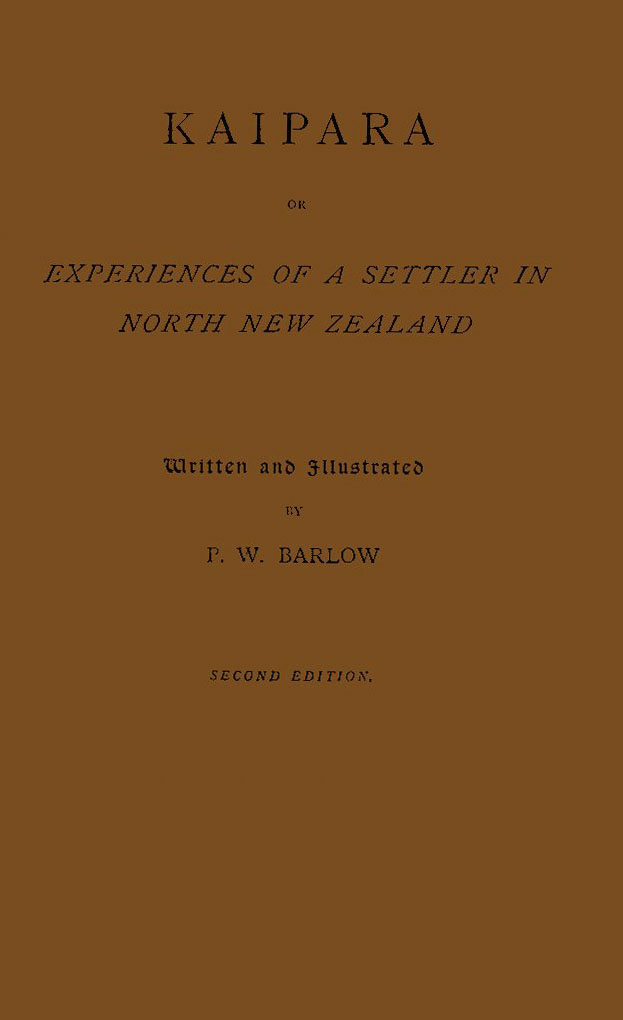 KAIPARA
OR
EXPERIENCES OF A SETTLER IN
NORTH NEW ZEALAND
Written and Illustrated
BY
P. W. BARLOW
SECOND EDITION.